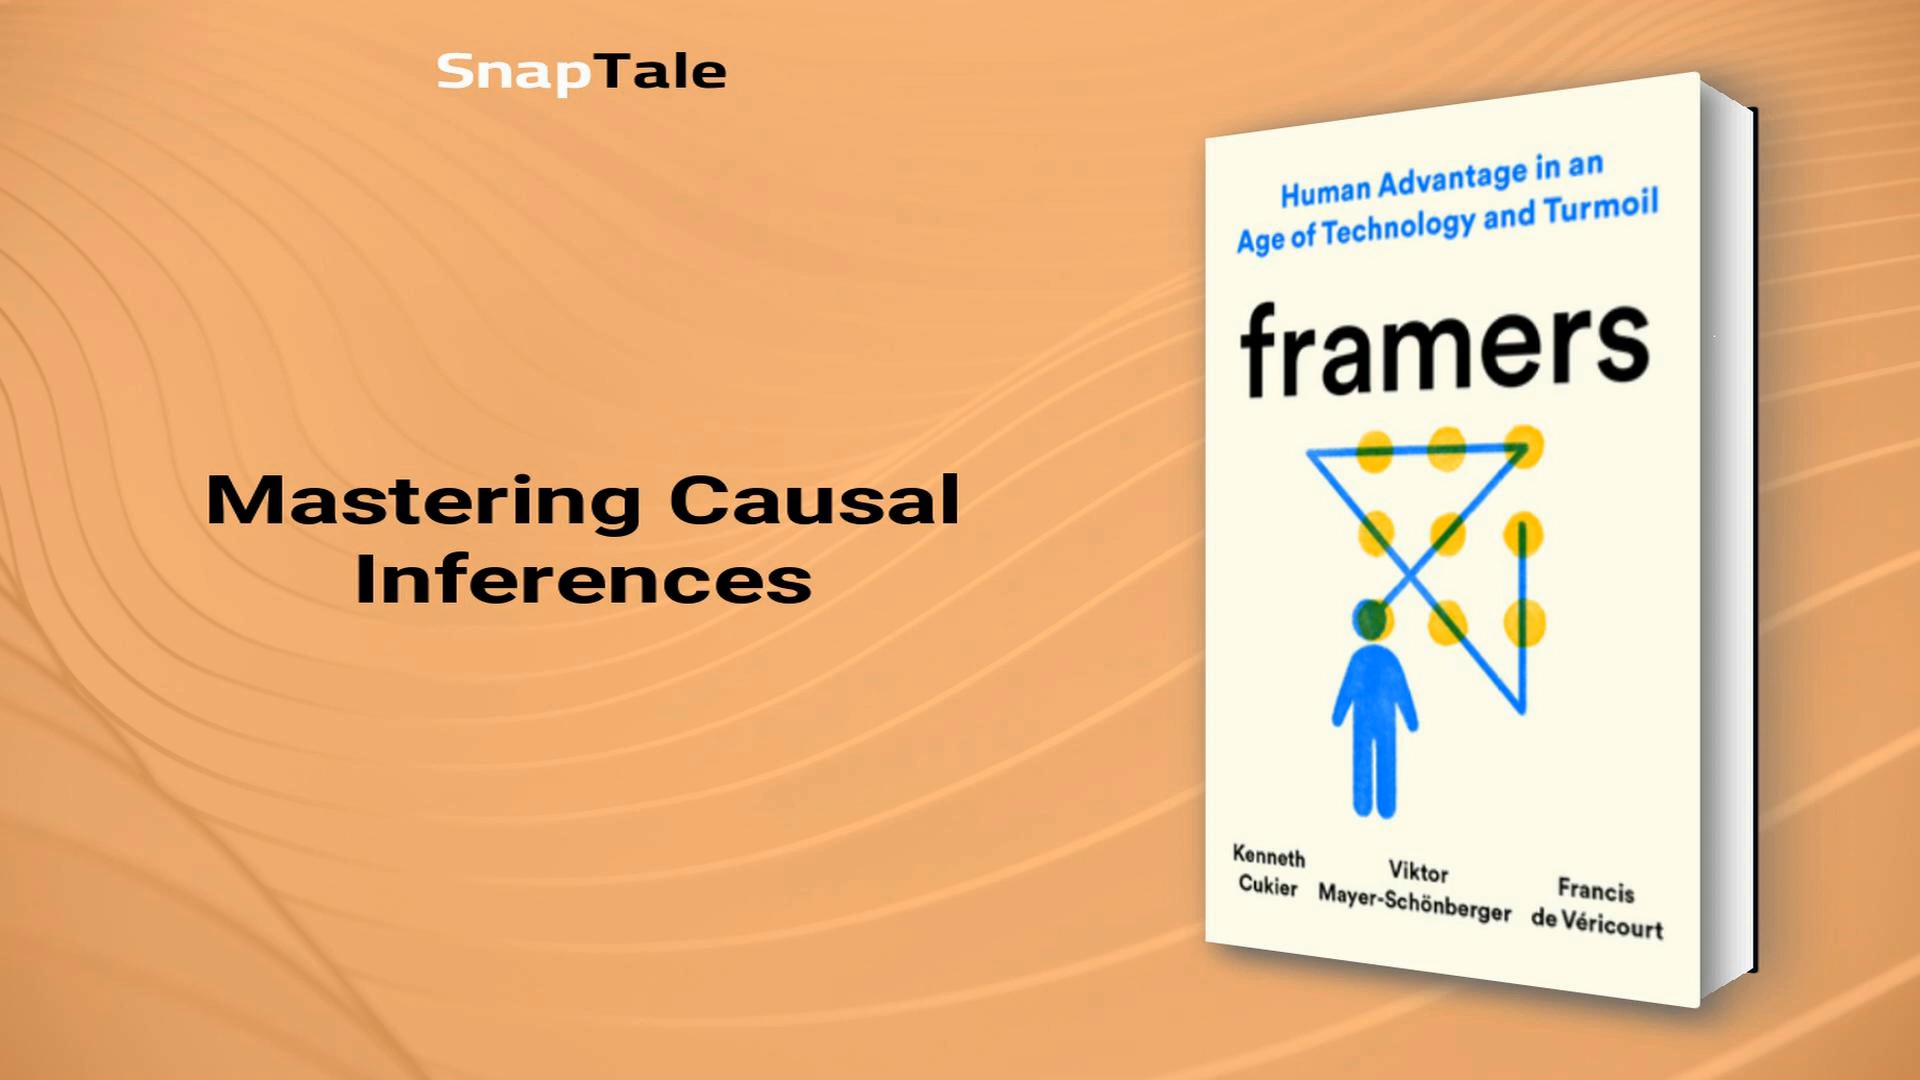 SnapTale
Mastering Causal
Inferences
Human Advantage in an
Age of Technology and Turmoil
framers
Kenneth
Cukier
Viktor
Mayer-Schönberger
Francis
de Véricourt